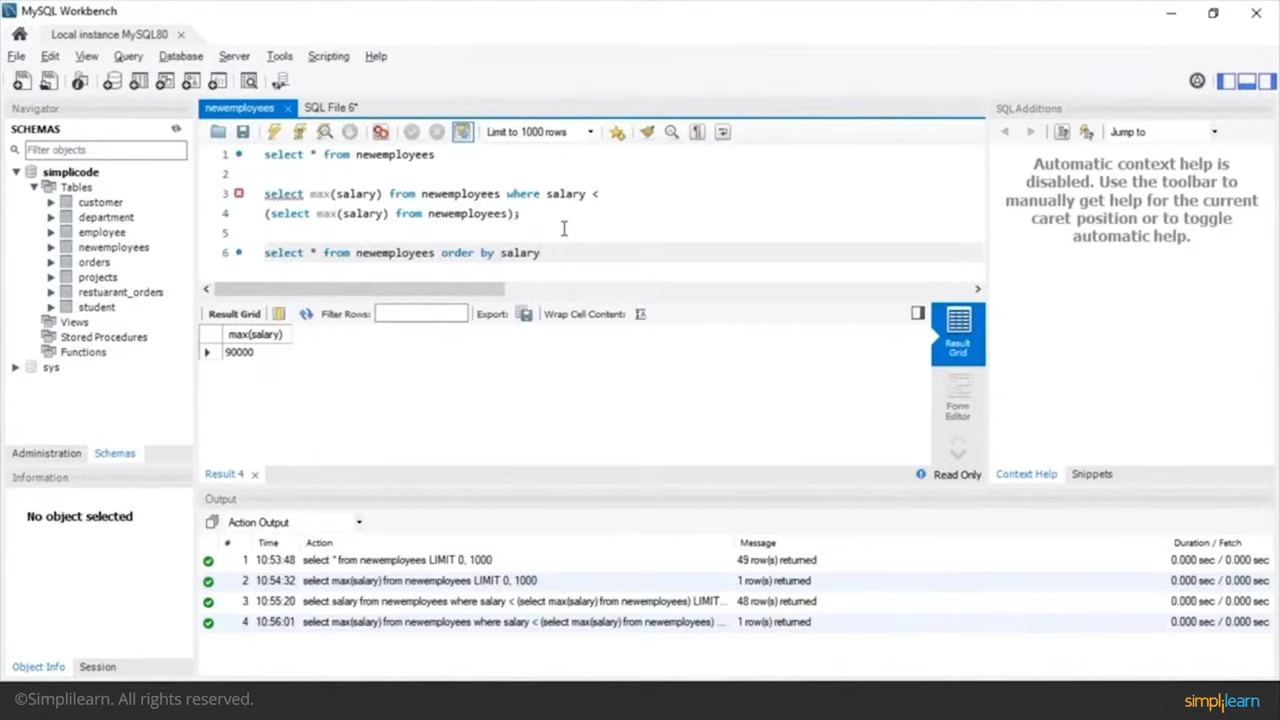 MySQL Workbench
Local instance MySQL80
File Edit View Query Database Server Tools Scripting Help
Navigator
SCHEMAS
Filter objects
simplicode
Tables
customer
department
employee
newemployees
orders
projects
restuarant_orders
student
Views
Stored Procedures
Functions
sys
Administration Schemas
Information
No object selected
Object Info Session
newemployees SQL File 6*
Limit to 1000 rows
1 select * from newemployees
2
3 select max(salary) from newemployees where salary <
4 (select max(salary) from newemployees);
5
6 select * from newemployees order by salary
Result Grid Filter Rows: Export: Wrap Cell Content:
max(salary)
90000
Result Grid
Form Editor
Result 4 Read Only
SQLAdditions
Jump to
Automatic context help is
disabled. Use the toolbar to
manually get help for the current
caret position or to toggle
automatic help.
Context Help Snippets
Output
Action Output
# Time Action Message Duration / Fetch
1 10:53:48 select * from newemployees LIMIT 0, 1000 49 row(s) returned 0.000 sec / 0.000 sec
2 10:54:32 select max(salary) from newemployees LIMIT 0, 1000 1 row(s) returned 0.000 sec / 0.000 sec
3 10:55:20 select salary from newemployees where salary < (select max(salary) from newemployees) LIMIT... 48 row(s) returned 0.000 sec / 0.000 sec
4 10:56:01 select max(salary) from newemployees where salary < (select max(salary) from newemployees) ... 1 row(s) returned 0.000 sec / 0.000 sec
©Simplilearn. All rights reserved.
simplilearn